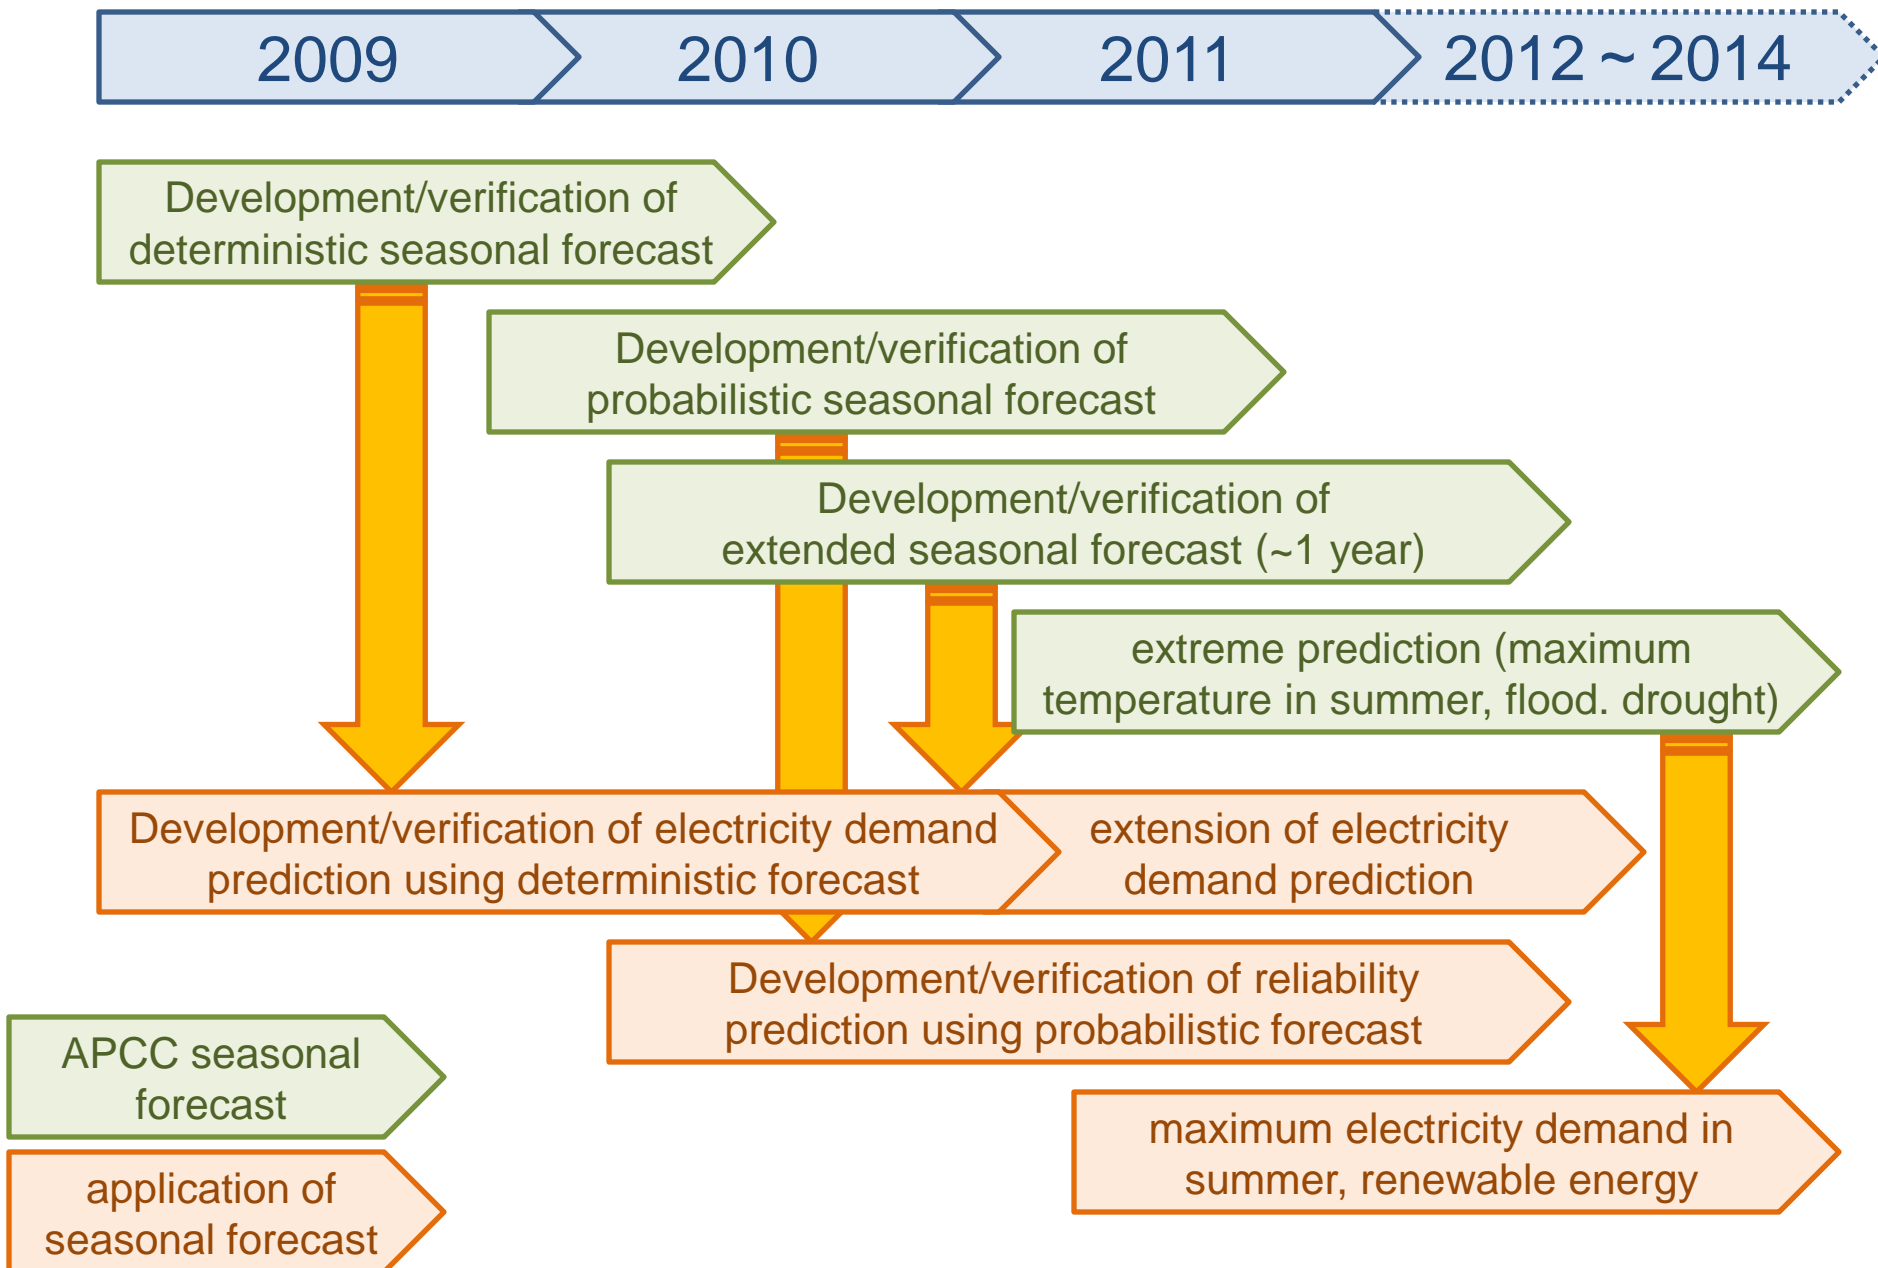 2009
2010
2011
2012 ~ 2014
Development/verification of
deterministic seasonal forecast
Development/verification of
probabilistic seasonal forecast
Development/verification of
extended seasonal forecast (~1 year)
extreme prediction (maximum
temperature in summer, flood. drought)
Development/verification of electricity demand
prediction using deterministic forecast
extension of electricity
demand prediction
Development/verification of reliability
prediction using probabilistic forecast
maximum electricity demand in
summer, renewable energy
APCC seasonal
forecast
application of
seasonal forecast